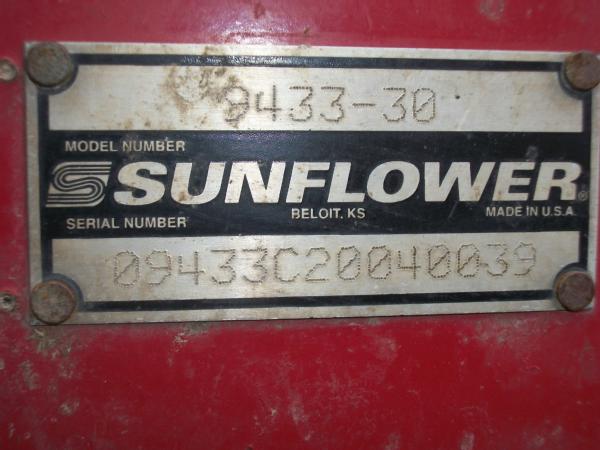 9433-30
MODEL NUMBER
SUNFLOWER®
BELOIT, KS
MADE IN U.S.A.
SERIAL NUMBER
09433C20040039